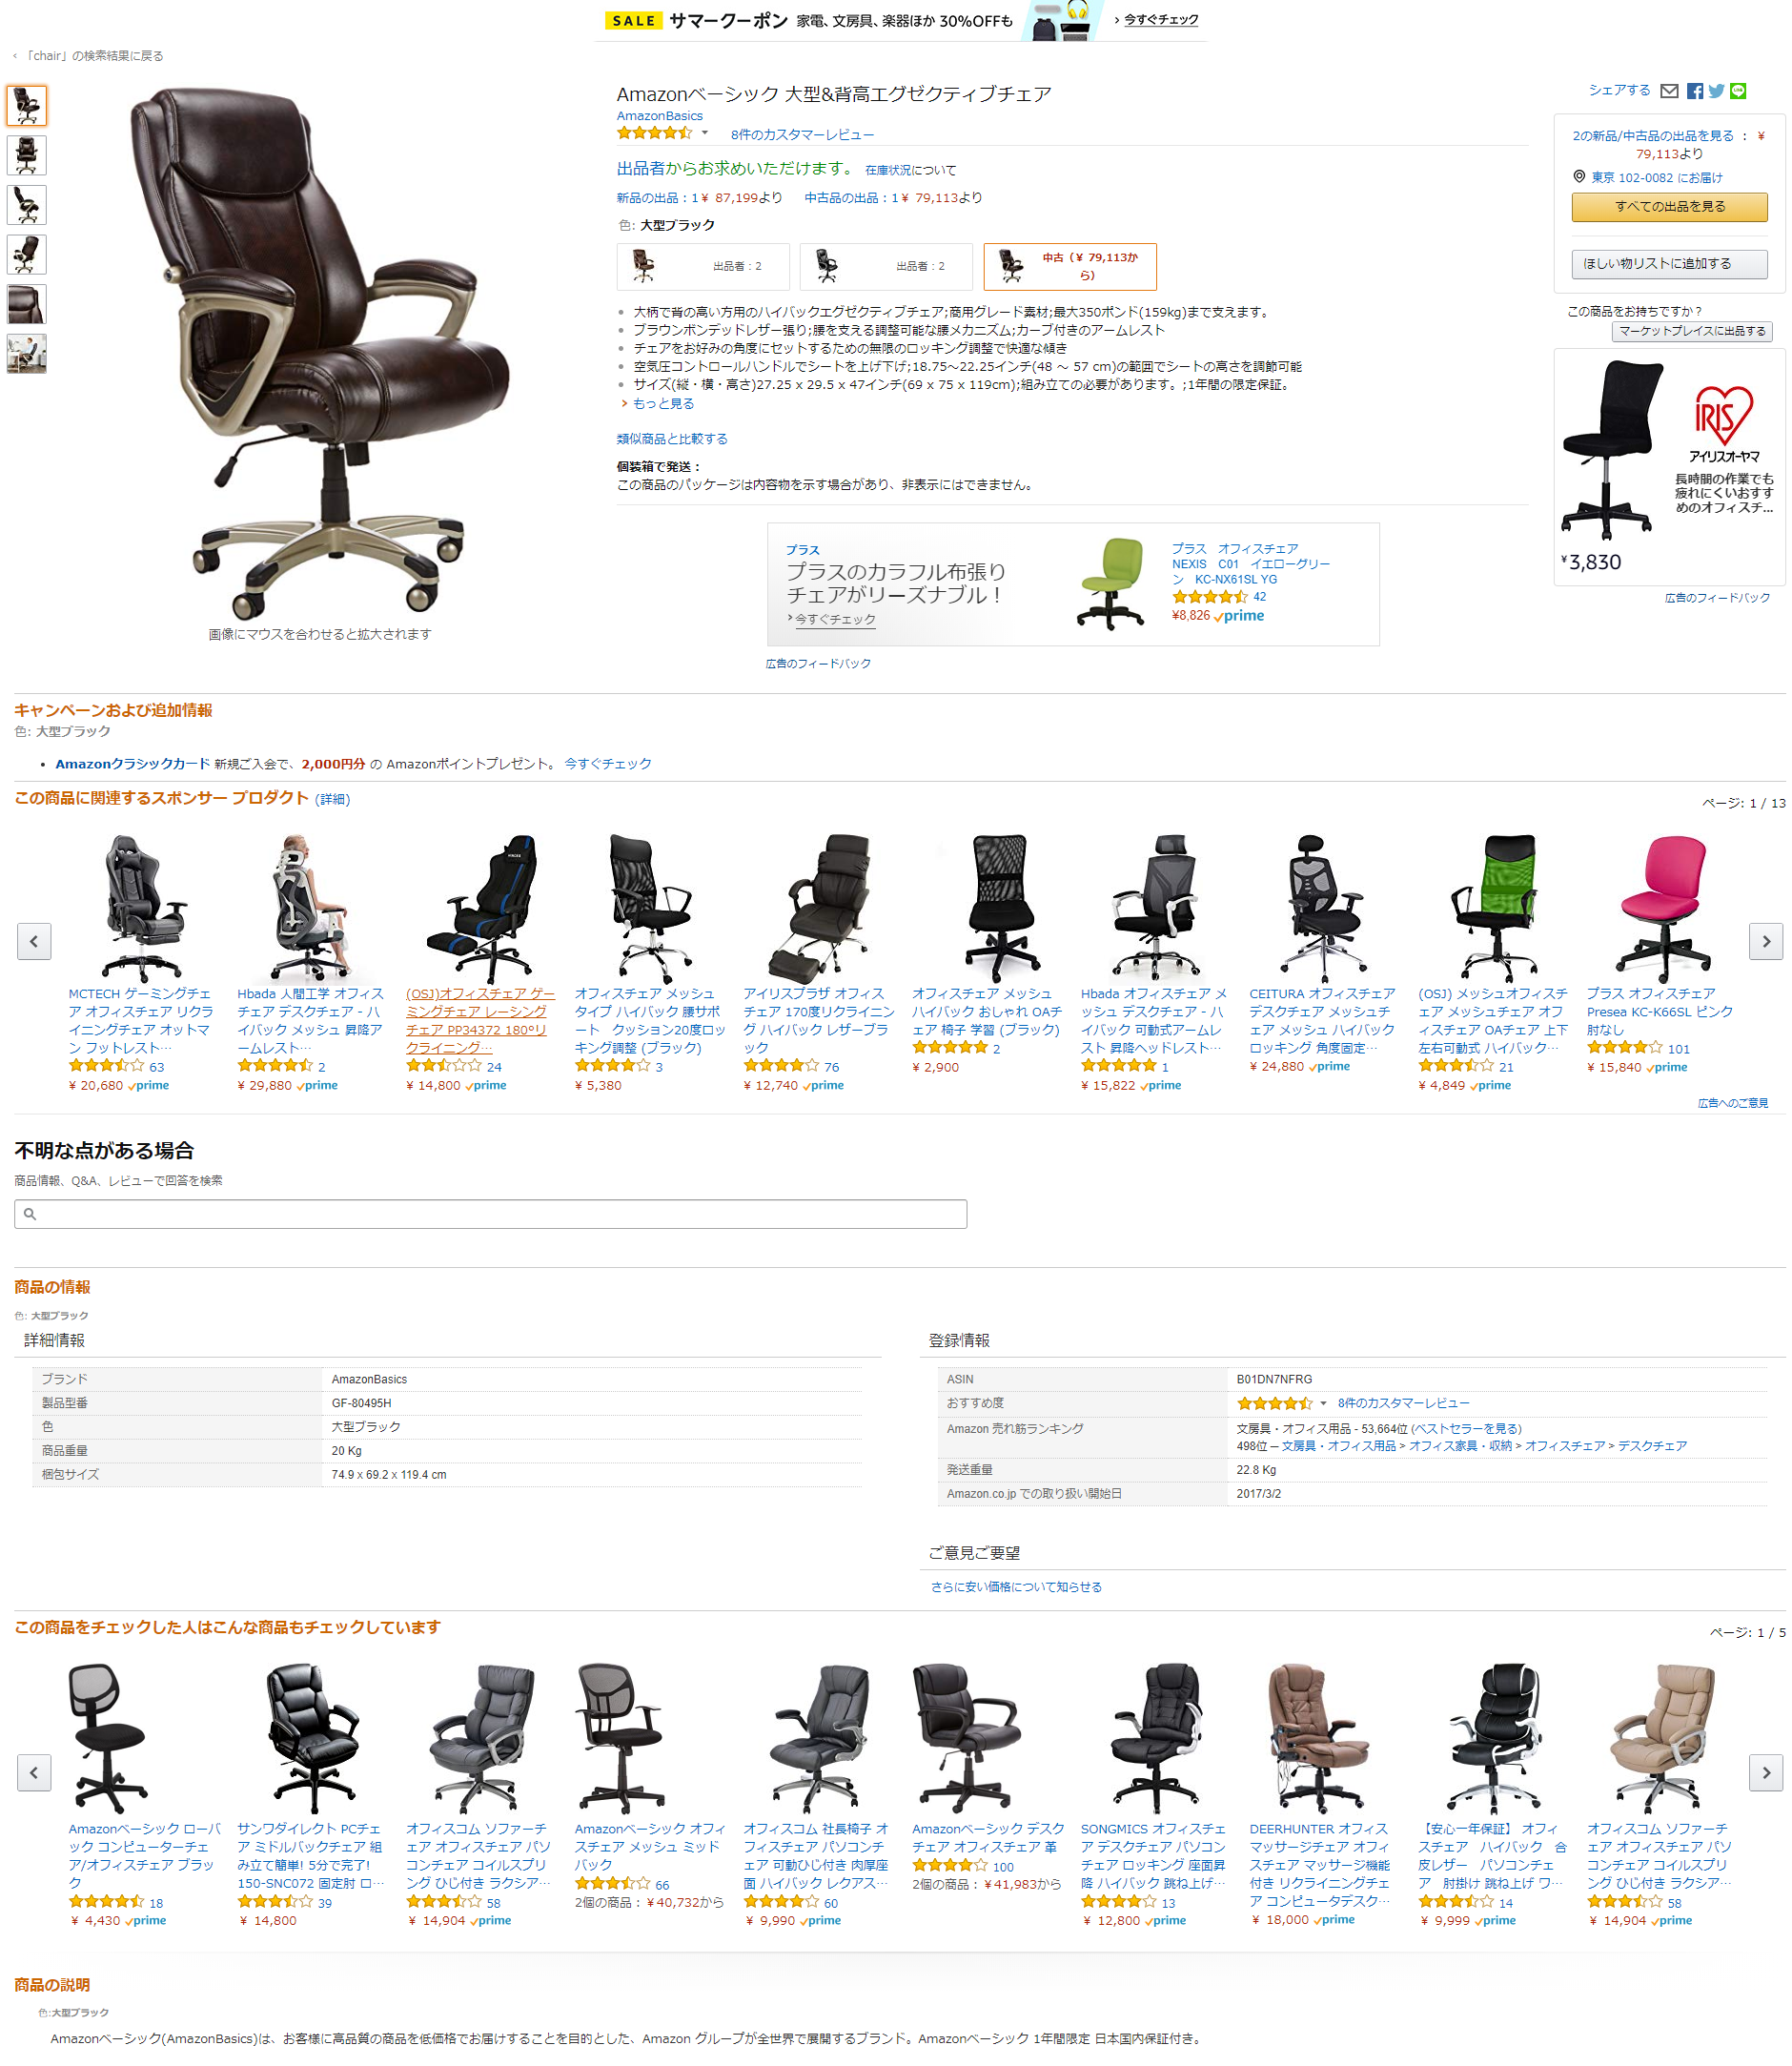 SALE サマークーポン 家電、文房具、楽器ほか 30%OFFも › 今すぐチェック
‹ 「chair」の検索結果に戻る
Amazonベーシック 大型&背高エグゼクティブチェア
AmazonBasics
8件のカスタマーレビュー
出品者からお求めいただけます。 在庫状況について
新品の出品：1￥ 87,199より 中古品の出品：1￥ 79,113より
色: 大型ブラック
出品者：2
出品者：2
中古（￥ 79,113か
ら）
大柄で背の高い方用のハイバックエグゼクティブチェア;商用グレード素材;最大350ポンド(159kg)まで支えます。
ブラウンボンデッドレザー張り;腰を支える調整可能な腰メカニズム;カーブ付きのアームレスト
チェアをお好みの角度にセットするための無限のロッキング調整で快適な傾き
空気圧コントロールハンドルでシートを上げ下げ;18.75～22.25インチ(48 ～ 57 cm)の範囲でシートの高さを調節可能
サイズ(縦・横・高さ)27.25 x 29.5 x 47インチ(69 x 75 x 119cm);組み立ての必要があります。;1年間の限定保証。
› もっと見る
類似商品と比較する
個装箱で発送：
この商品のパッケージは内容物を示す場合があり、非表示にはできません。
画像にマウスを合わせると拡大されます
プラス
プラスのカラフル布張り
チェアがリーズナブル！
› 今すぐチェック
プラス オフィスチェア
NEXIS C01 イエローグリー
ン KC-NX61SL YG
42
¥8,826 prime
広告のフィードバック
シェアする
2の新品/中古品の出品を見る ： ￥
79,113より
東京 102-0082 にお届け
すべての出品を見る
ほしい物リストに追加する
この商品をお持ちですか？
マーケットプレイスに出品する
IRIS
アイリスオーヤマ
長時間の作業でも
疲れにくいおすす
めのオフィスチ...
¥3,830
広告のフィードバック
キャンペーンおよび追加情報
色: 大型ブラック
• Amazonクラシックカード 新規ご入会で、2,000円分 の Amazonポイントプレゼント。 今すぐチェック
この商品に関連するスポンサー プロダクト (詳細)
ページ: 1 / 13
MCTECH ゲーミングチェ
ア オフィスチェア リクラ
イニングチェア オットマ
ン フットレスト…
63
￥ 20,680 prime
Hbada 人間工学 オフィス
チェア デスクチェア - ハ
イバック メッシュ 昇降ア
ームレスト…
2
￥ 29,880 prime
(OSJ)オフィスチェア ゲー
ミングチェア レーシング
チェア PP34372 180°リ
クライニング…
24
￥ 14,800 prime
オフィスチェア メッシュ
タイプ ハイバック 腰サポ
ート クッション20度ロッ
キング調整 (ブラック)
3
￥ 5,380
アイリスプラザ オフィス
チェア 170度リクライニン
グ ハイバック レザーブラ
ック
76
￥ 12,740 prime
オフィスチェア メッシュ
ハイバック おしゃれ OAチ
ェア 椅子 学習 (ブラック)
2
￥ 2,900
Hbada オフィスチェア メ
ッシュ デスクチェア - ハ
イバック 可動式アームレ
スト 昇降ヘッドレスト…
1
￥ 15,822 prime
CEITURA オフィスチェア
デスクチェア メッシュチ
ェア メッシュ ハイバック
ロッキング 角度固定…
￥ 24,880 prime
(OSJ) メッシュオフィスチ
ェア メッシュチェア オフ
ィスチェア OAチェア 上下
左右可動式 ハイバック…
21
￥ 4,849 prime
プラス オフィスチェア
Presea KC-K66SL ピンク
肘なし
101
￥ 15,840 prime
広告へのご意見
不明な点がある場合
商品情報、Q&A、レビューで回答を検索
商品の情報
色: 大型ブラック
詳細情報
ブランド AmazonBasics
製品型番 GF-80495H
色 大型ブラック
商品重量 20 Kg
梱包サイズ 74.9 x 69.2 x 119.4 cm
登録情報
ASIN B01DN7NFRG
おすすめ度 8件のカスタマーレビュー
Amazon 売れ筋ランキング 文房具・オフィス用品 - 53,664位 (ベストセラーを見る)
498位 ─ 文房具・オフィス用品 > オフィス家具・収納 > オフィスチェア > デスクチェア
発送重量 22.8 Kg
Amazon.co.jp での取り扱い開始日 2017/3/2
ご意見ご要望
さらに安い価格について知らせる
この商品をチェックした人はこんな商品もチェックしています
ページ: 1 / 5
Amazonベーシック ローバ
ック コンピューターチェ
ア/オフィスチェア ブラッ
ク
18
￥ 4,430 prime
サンワダイレクト PCチェ
ア ミドルバックチェア 組
み立て簡単! 5分で完了!
150-SNC072 固定肘 ロ…
39
￥ 14,800
オフィスコム ソファーチ
ェア オフィスチェア パソ
コンチェア コイルスプリ
ング ひじ付き ラクシア…
58
￥ 14,904 prime
Amazonベーシック オフィ
スチェア メッシュ ミッド
バック
66
2個の商品：￥40,732から
オフィスコム 社長椅子 オ
フィスチェア パソコンチ
ェア 可動ひじ付き 肉厚座
面 ハイバック レクアス…
60
￥ 9,990 prime
Amazonベーシック デスク
チェア オフィスチェア 革
100
2個の商品：￥41,983から
SONGMICS オフィスチェ
ア デスクチェア パソコン
チェア ロッキング 座面昇
降 ハイバック 跳ね上げ…
13
￥ 12,800 prime
DEERHUNTER オフィス
マッサージチェア オフィ
スチェア マッサージ機能
付き リクライニングチェ
ア コンピュータデスク…
￥ 18,000 prime
【安心一年保証】 オフィ
スチェア ハイバック 合
皮レザー パソコンチェ
ア 肘掛け 跳ね上げ ワ…
14
￥ 9,999 prime
オフィスコム ソファーチ
ェア オフィスチェア パソ
コンチェア コイルスプリ
ング ひじ付き ラクシア…
58
￥ 14,904 prime
商品の説明
色:大型ブラック
Amazonベーシック(AmazonBasics)は、お客様に高品質の商品を低価格でお届けすることを目的とした、Amazon グループが全世界で展開するブランド。Amazonベーシック 1年間限定 日本国内保証付き。